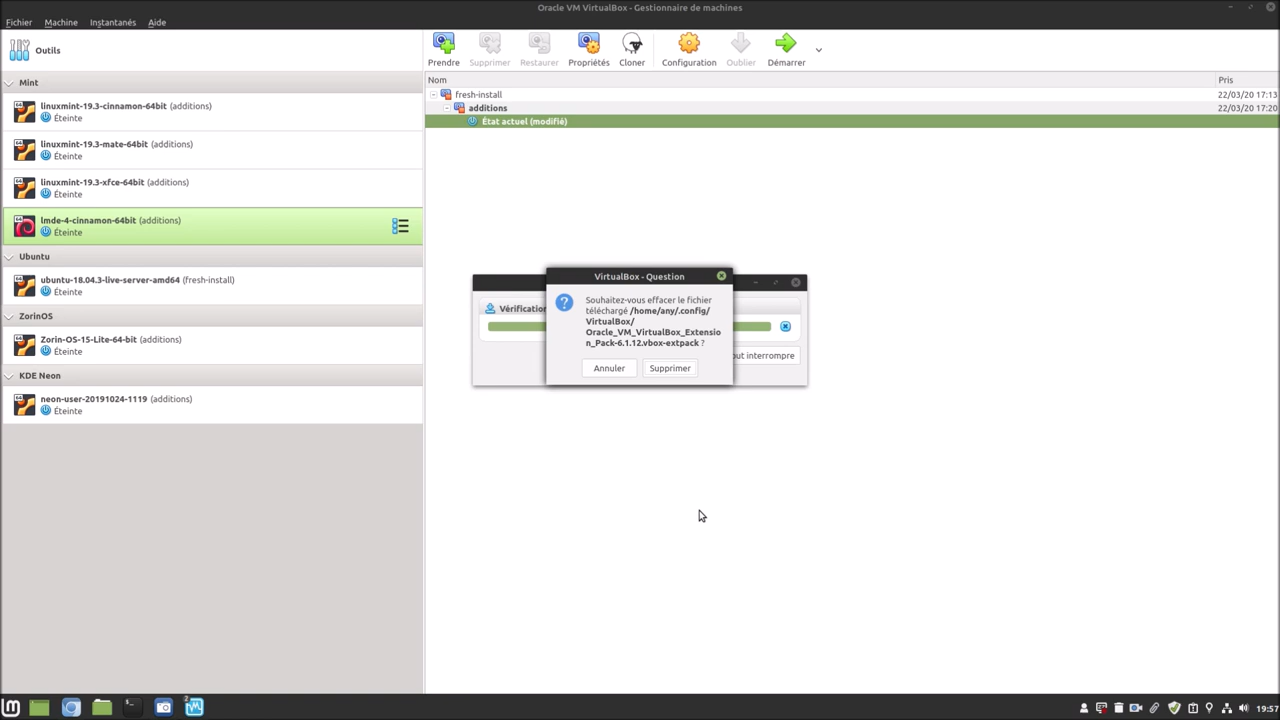 Oracle VM VirtualBox - Gestionnaire de machines
Fichier Machine Instantanés Aide
Outils
Mint
linuxmint-19.3-cinnamon-64bit (additions)
Éteinte
linuxmint-19.3-mate-64bit (additions)
Éteinte
linuxmint-19.3-xfce-64bit (additions)
Éteinte
lmde-4-cinnamon-64bit (additions)
Éteinte
Ubuntu
ubuntu-18.04.3-live-server-amd64 (fresh-install)
Éteinte
ZorinOS
Zorin-OS-15-Lite-64-bit (additions)
Éteinte
KDE Neon
neon-user-20191024-1119 (additions)
Éteinte
Prendre Supprimer Restaurer Propriétés Cloner Configuration Oublier Démarrer
Nom Pris
fresh-install 22/03/20 17:13
additions 22/03/20 17:20
État actuel (modifié)
VirtualBox - Question
Vérification
Souhaitez-vous effacer le fichier
téléchargé /home/any/.config/
VirtualBox/
Oracle_VM_VirtualBox_Extension
n_Pack-6.1.12.vbox-extpack ?
Annuler Supprimer
out interrompre
19:57